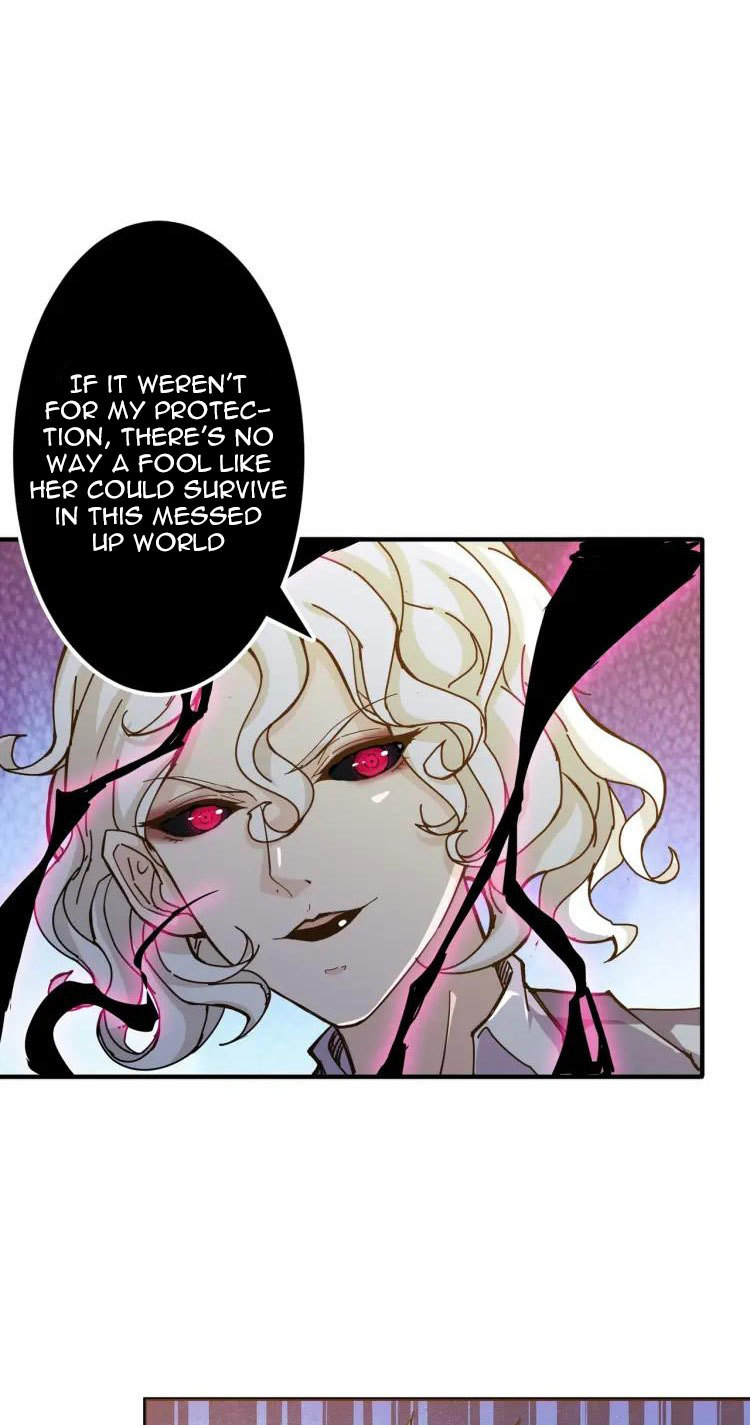 IF IT WEREN'T
FOR MY PROTEC-
TION, THERE'S NO
WAY A FOOL LIKE
HER COULD SURVIVE
IN THIS MESSED
UP WORLD